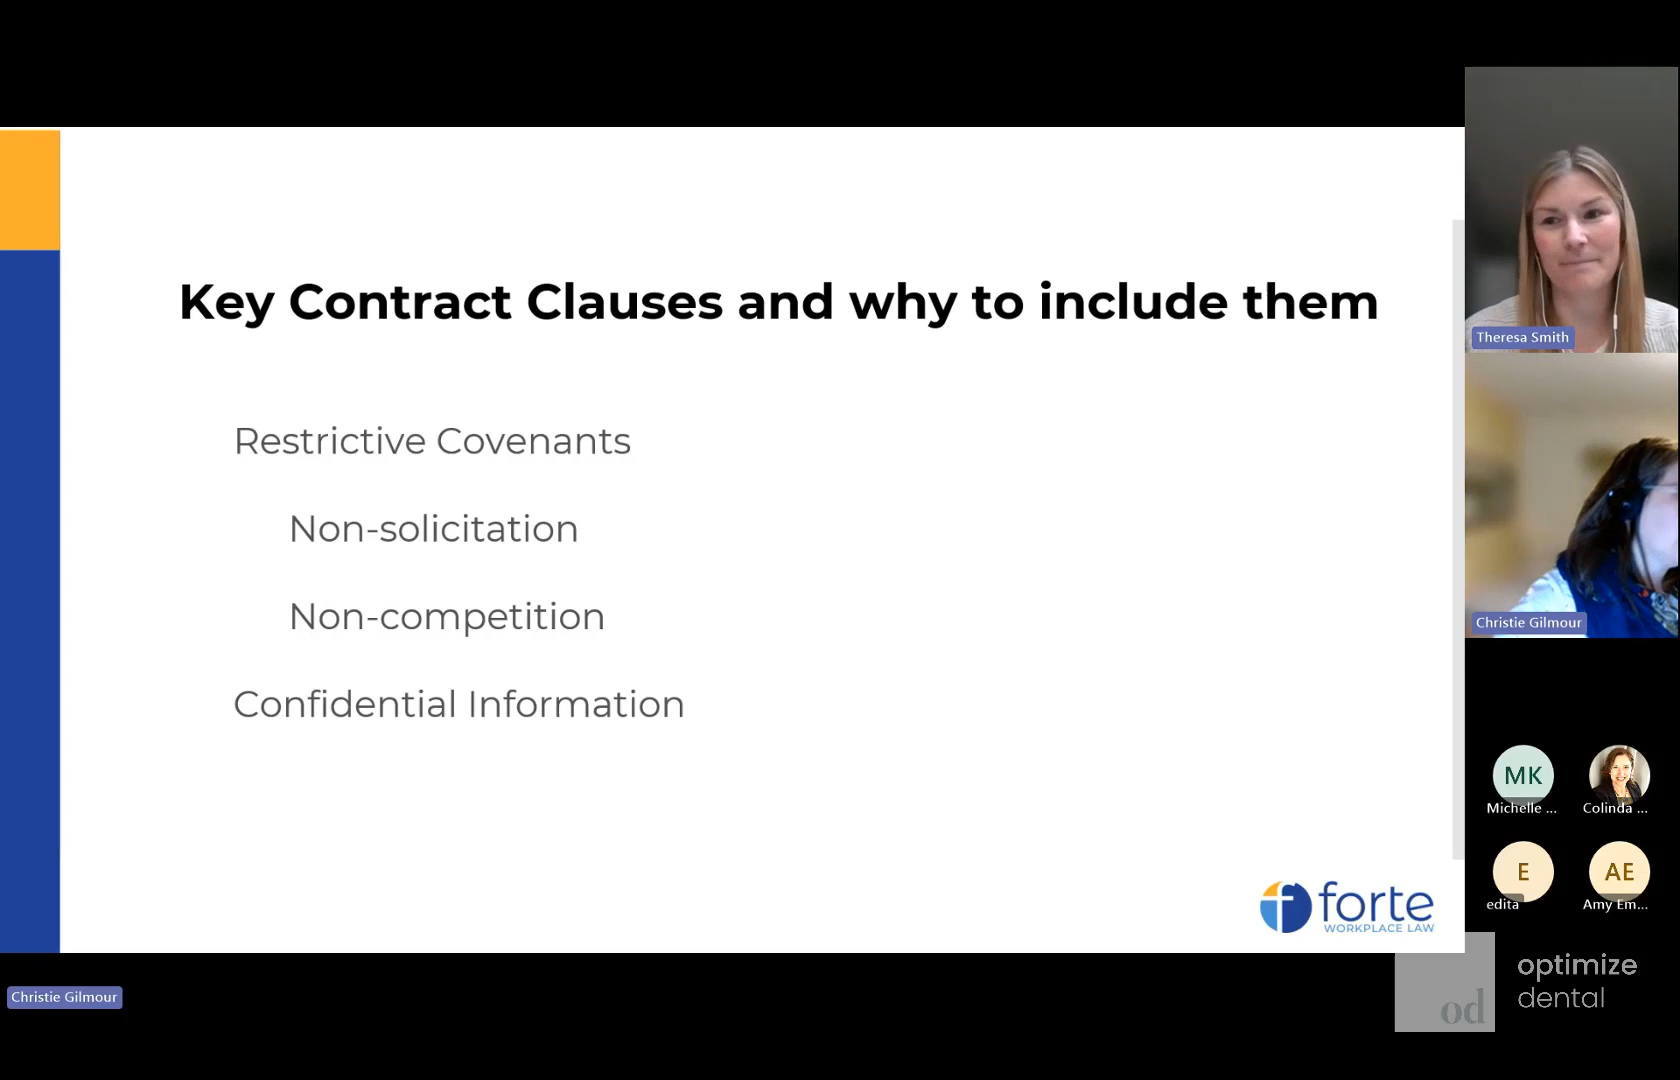 Key Contract Clauses and why to include them
Restrictive Covenants
Non-solicitation
Non-competition
Confidential Information
forte
WORKPLACE LAW
Theresa Smith
Christie Gilmour
MK
Michelle ...
Colinda ...
E
edita
AE
Amy Em...
od
optimize
dental
Christie Gilmour